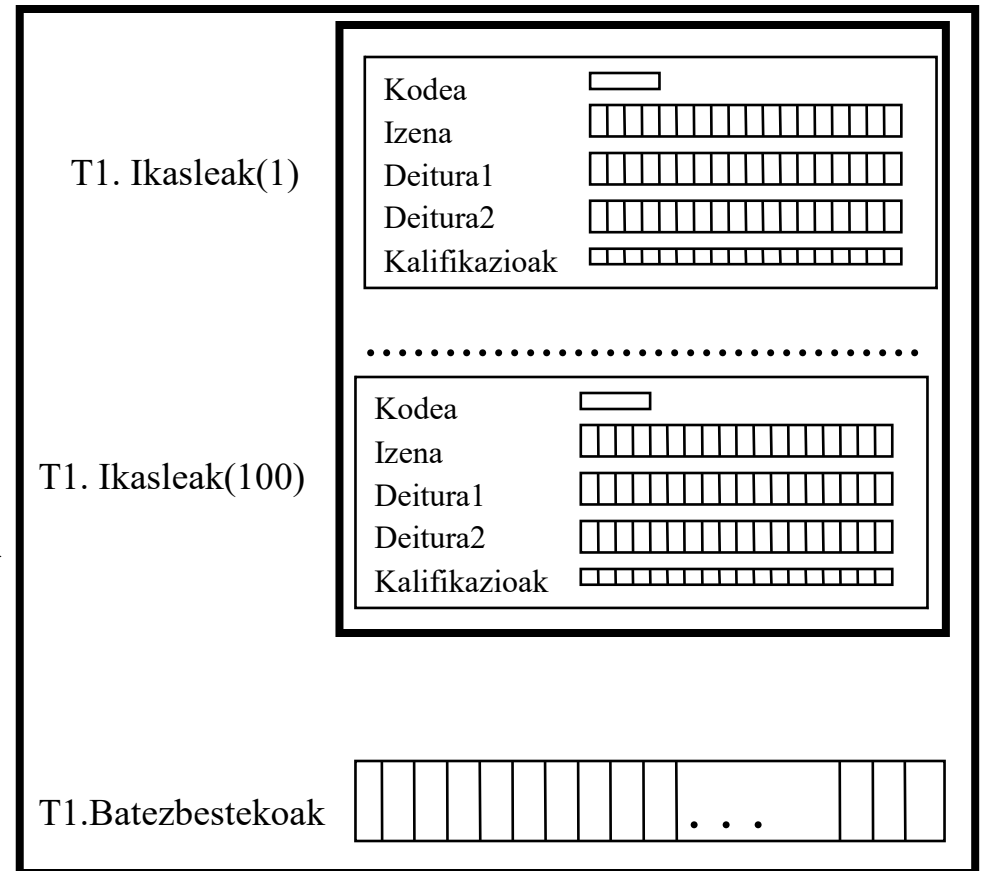 T1. Ikasleak(1)
Kodea
Izena
Deitura1
Deitura2
Kalifikazioak
T1. Ikasleak(100)
Kodea
Izena
Deitura1
Deitura2
Kalifikazioak
T1.Batezbestekoak
. . .